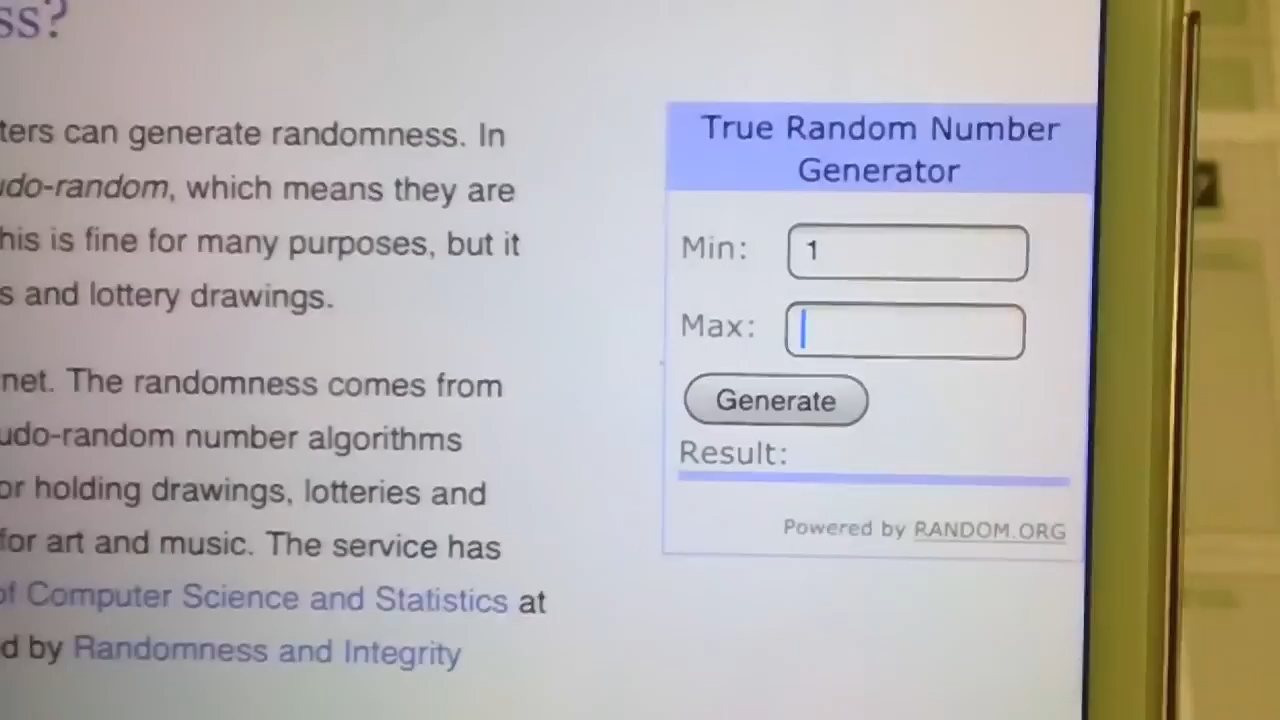 ss?
ters can generate randomness. In
udo-random, which means they are
his is fine for many purposes, but it
s and lottery drawings.
net. The randomness comes from
udo-random number algorithms
or holding drawings, lotteries and
for art and music. The service has
of Computer Science and Statistics at
d by Randomness and Integrity
True Random Number
Generator
Min: 1
Max:
Generate
Result:
Powered by RANDOM.ORG